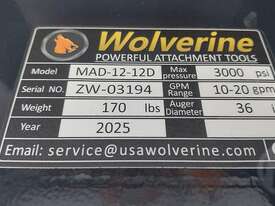 Wolverine
POWERFUL ATTACHMENT TOOLS
Model MAD-12-12D Max pressure 3000 psi
Serial NO. ZW-03194 GPM Range 10-20 gpm
Weight 170 lbs Auger Diameter 36
Year 2025
Email: service@usawolverine.com